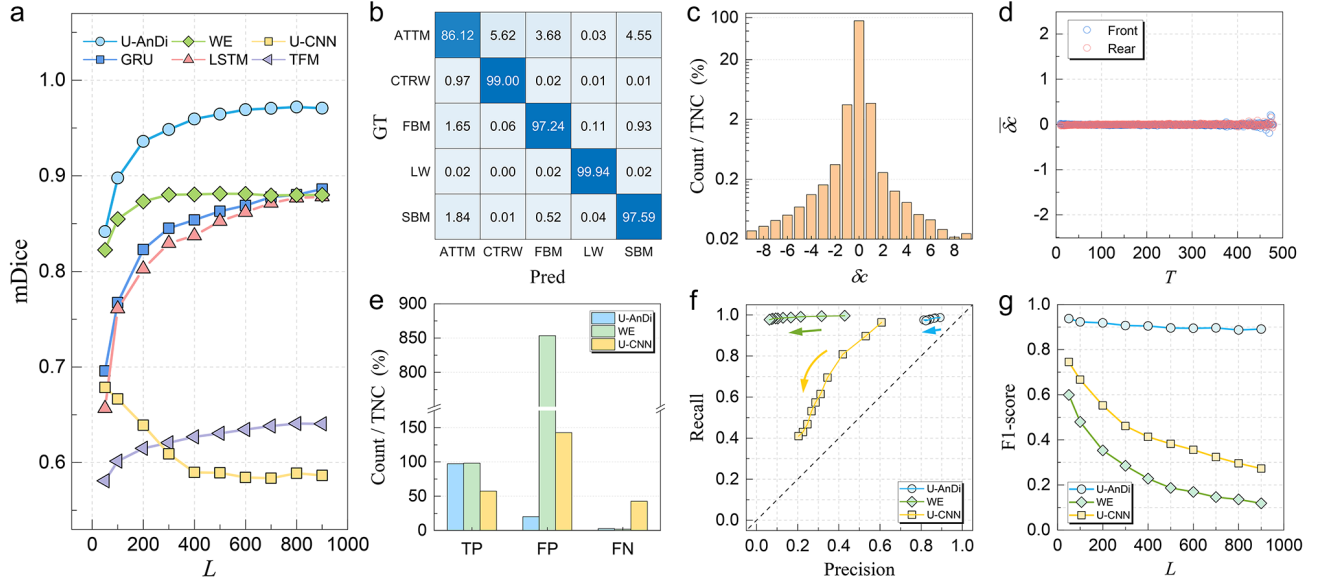 a
U-AnDi WE U-CNN
GRU LSTM TFM
1.0
0.9
0.8
0.7
0.6
mDice
0 200 400 600 800 1000
L
b
ATTM 86.12 5.62 3.68 0.03 4.55
CTRW 0.97 99.00 0.02 0.01 0.01
FBM 1.65 0.06 97.24 0.11 0.93
LW 0.02 0.00 0.02 99.94 0.02
SBM 1.84 0.01 0.52 0.04 97.59
GT
ATTM CTRW FBM LW SBM
Pred
c
100
20
2
0.2
0.02
Count / TNC (%)
-8 -6 -4 -2 0 2 4 6 8
δc
d
Front
Rear
2
1
0
-1
-2
δ̅c̅
0 100 200 300 400 500
T
e
U-AnDi
WE
U-CNN
900
850
800
150
100
50
0
Count / TNC (%)
TP FP FN
f
1.0
0.8
0.6
0.4
0.2
0.0
Recall
U-AnDi
WE
U-CNN
0.0 0.2 0.4 0.6 0.8 1.0
Precision
g
1.0
0.8
0.6
0.4
0.2
0.0
F1-score
U-AnDi
WE
U-CNN
0 200 400 600 800 1000
L